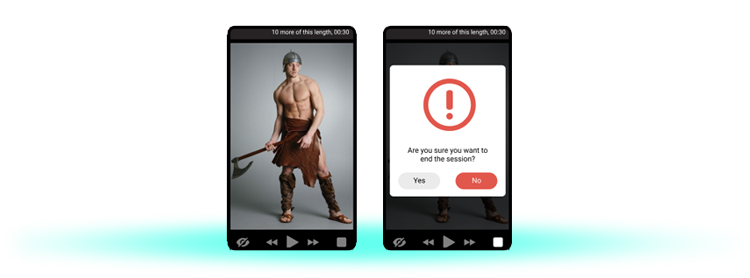 10 more of this length, 00:30
10 more of this length, 00:30
Are you sure you want to
end the session?
Yes
No